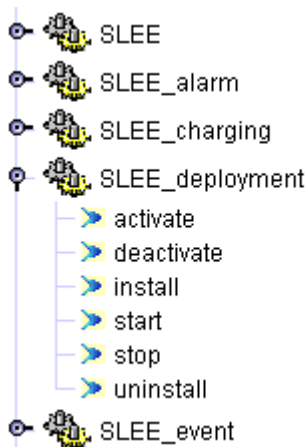 SLEE
SLEE_alarm
SLEE_charging
SLEE_deployment
activate
deactivate
install
start
stop
uninstall
SLEE_event